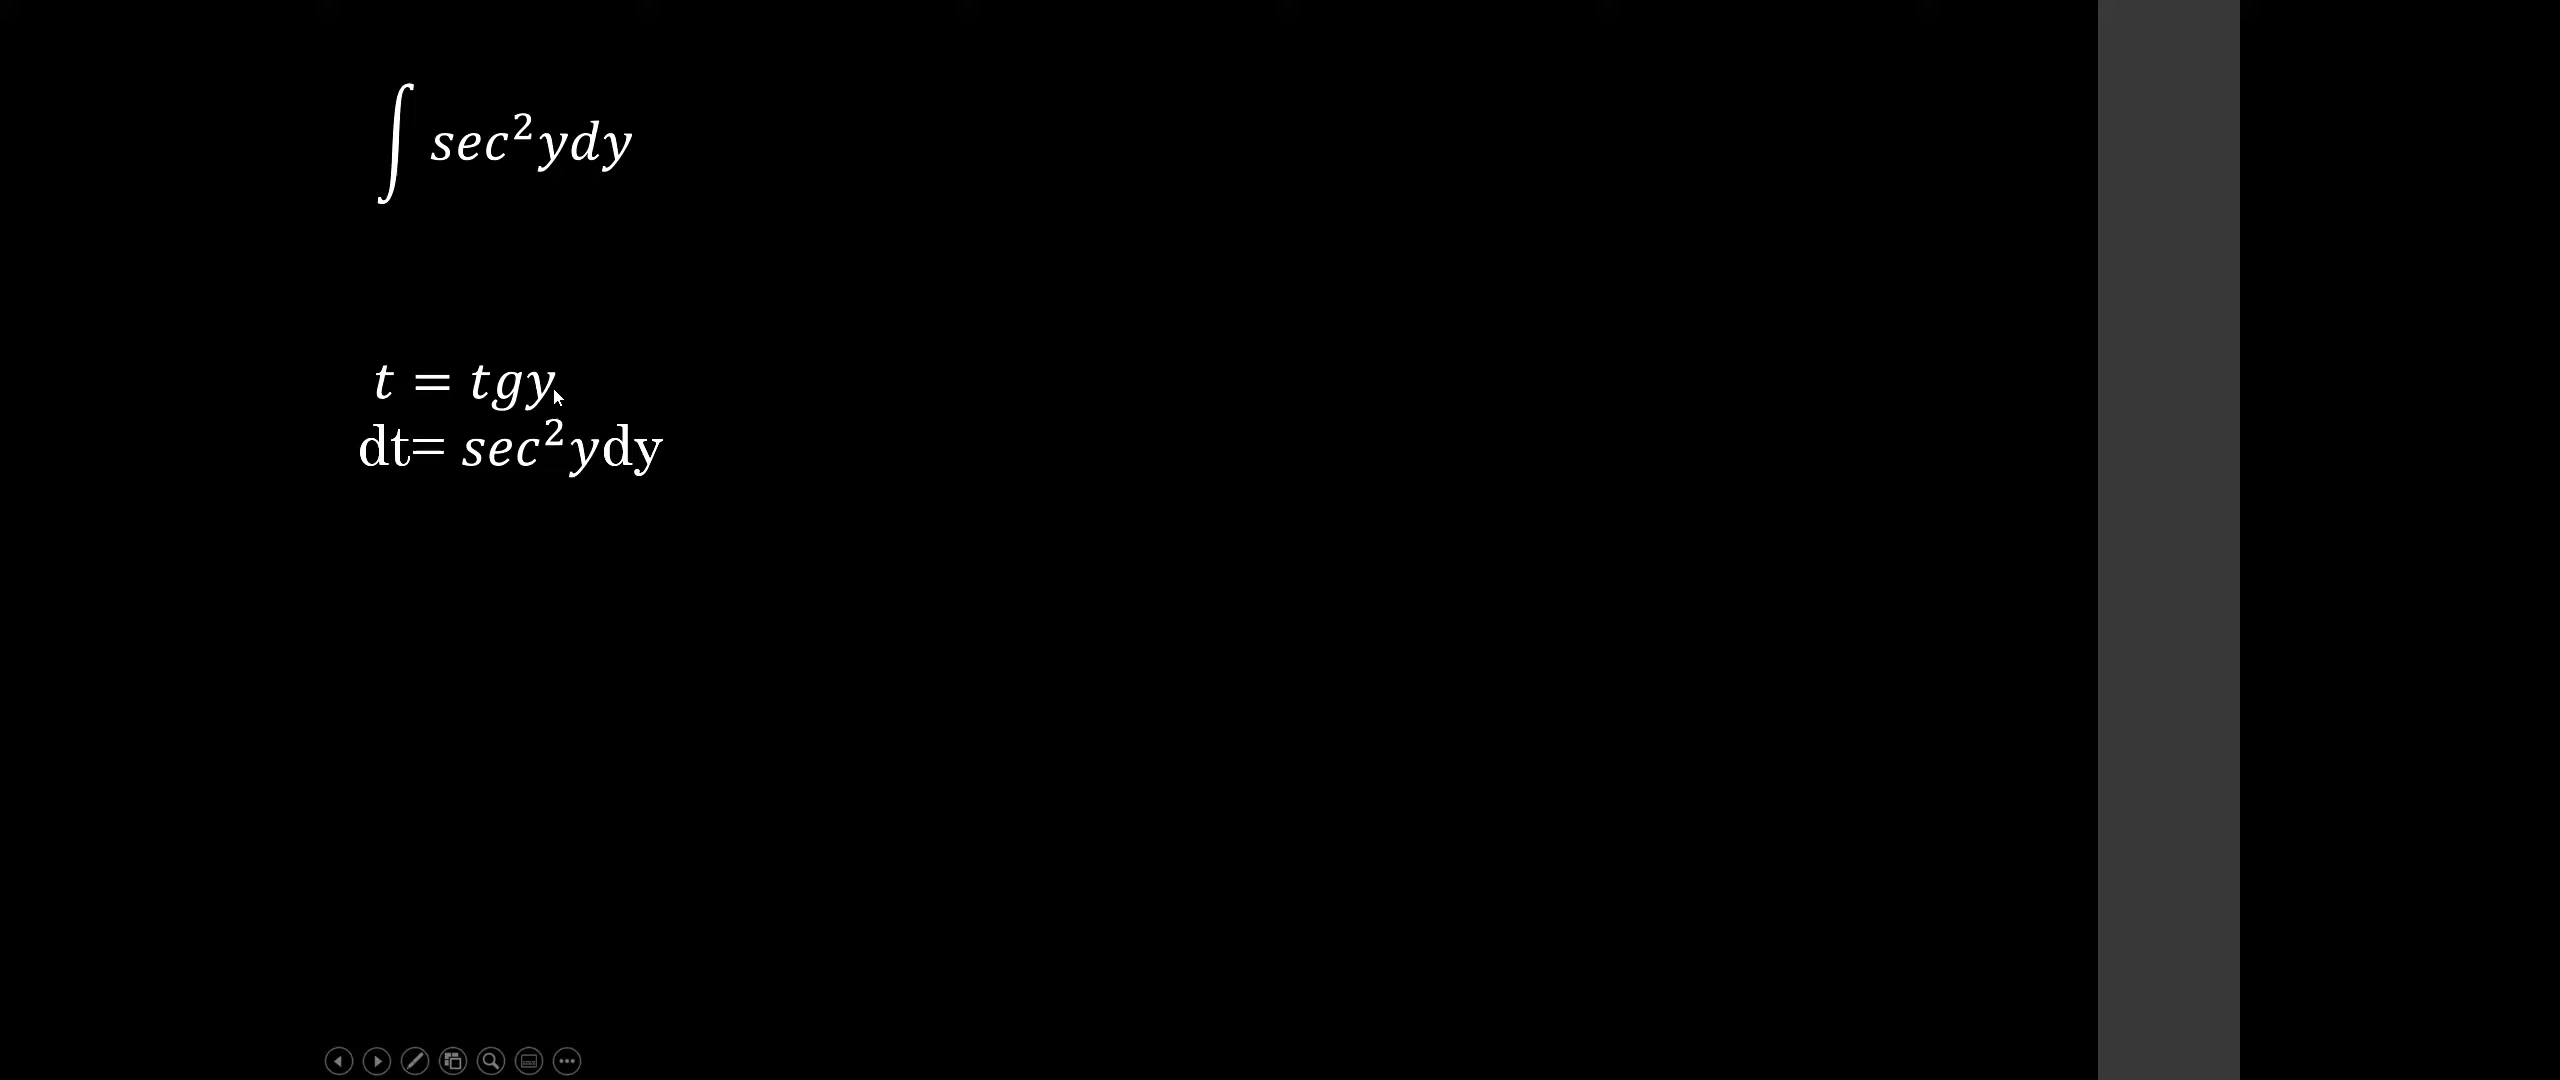 ∫ sec²ydy
t = tgy
dt= sec²ydy